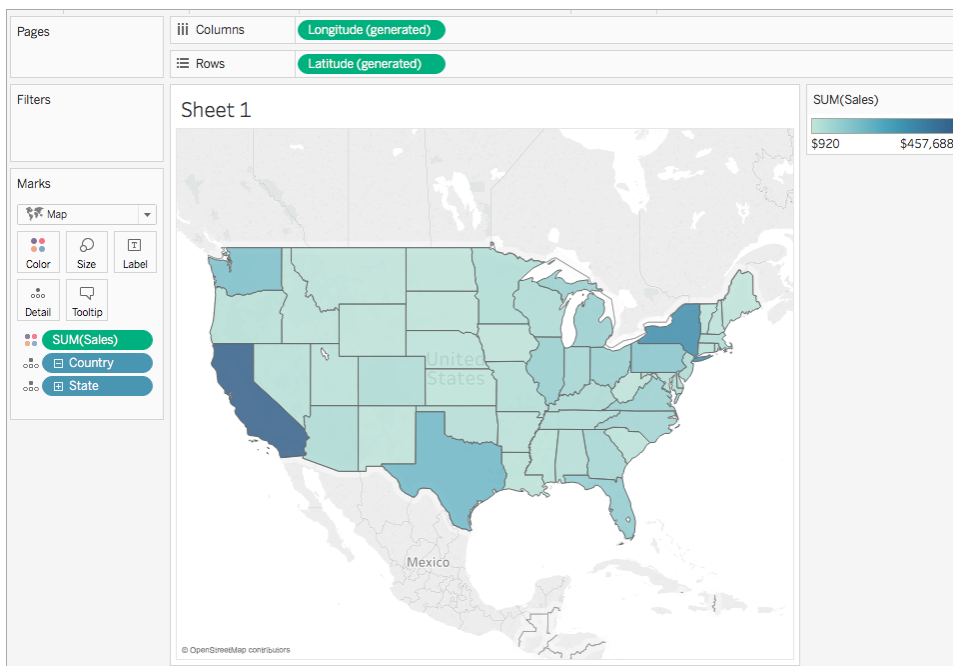 Pages
Columns
Longitude (generated)
Rows
Latitude (generated)
Filters
Sheet 1
SUM(Sales)
$920
$457,688
Marks
Map
Color
Size
Label
Detail
Tooltip
SUM(Sales)
Country
State
United
States
Mexico
© OpenStreetMap contributors